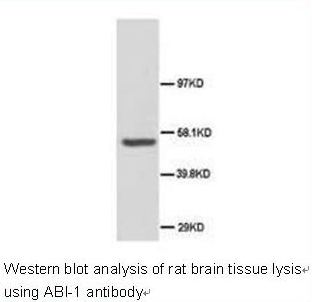 97KD
58.1KD
39.8KD
29KD
Western blot analysis of rat brain tissue lysis
using ABI-1 antibody